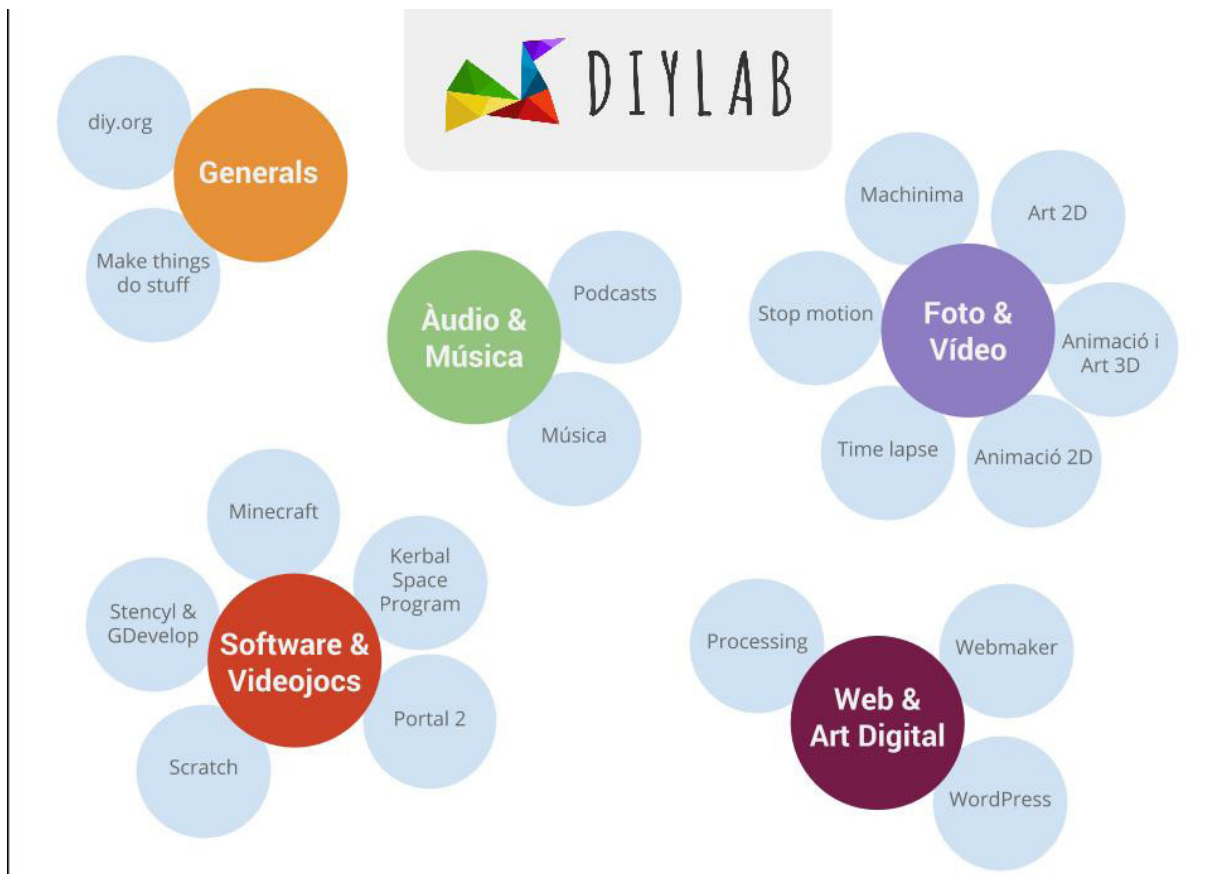 DIYLAB
diy.org
Generals
Make things
do stuff
Àudio &
Música
Podcasts
Música
Machinima
Art 2D
Stop motion
Foto &
Vídeo
Animació i
Art 3D
Time lapse
Animació 2D
Minecraft
Kerbal
Space
Program
Stencyl &
GDevelop
Software &
Videojocs
Portal 2
Scratch
Processing
Webmaker
Web &
Art Digital
WordPress